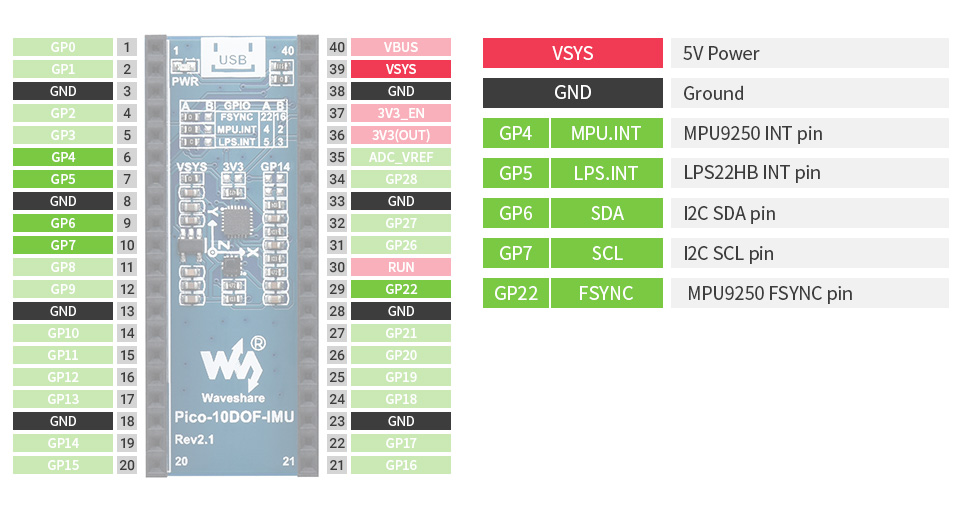 GP0 1
GP1 2
GND 3
GP2 4
GP3 5
GP4 6
GP5 7
GND 8
GP6 9
GP7 10
GP8 11
GP9 12
GND 13
GP10 14
GP11 15
GP12 16
GP13 17
GND 18
GP14 19
GP15 20
1 40
USB
PWR
A B GPIO A B
FSYNC 22 16
MPU.INT 4 2
LPS.INT 5 3
VSYS 3V3 GP14
Y
Z X
®
Waveshare
Pico-10DOF-IMU
Rev2.1
20 21
40 VBUS
39 VSYS
38 GND
37 3V3_EN
36 3V3(OUT)
35 ADC_VREF
34 GP28
33 GND
32 GP27
31 GP26
30 RUN
29 GP22
28 GND
27 GP21
26 GP20
25 GP19
24 GP18
23 GND
22 GP17
21 GP16
VSYS 5V Power
GND Ground
GP4 MPU.INT MPU9250 INT pin
GP5 LPS.INT LPS22HB INT pin
GP6 SDA I2C SDA pin
GP7 SCL I2C SCL pin
GP22 FSYNC MPU9250 FSYNC pin